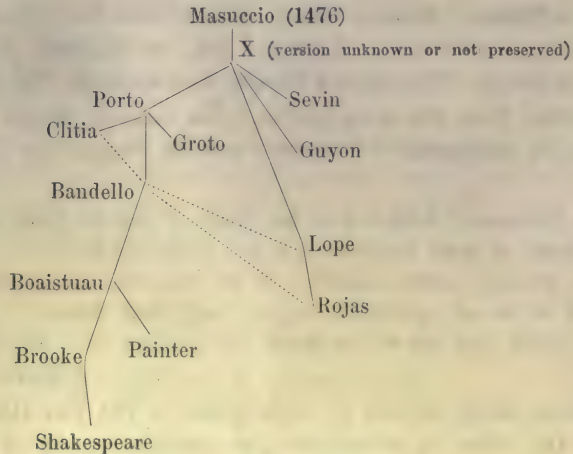 Masuccio (1476)
X (version unknown or not preserved)
Sevin
Porto
Clitia
Groto
Guyon
Bandello
Lope
Boaistuau
Rojas
Brooke
Painter
Shakespeare